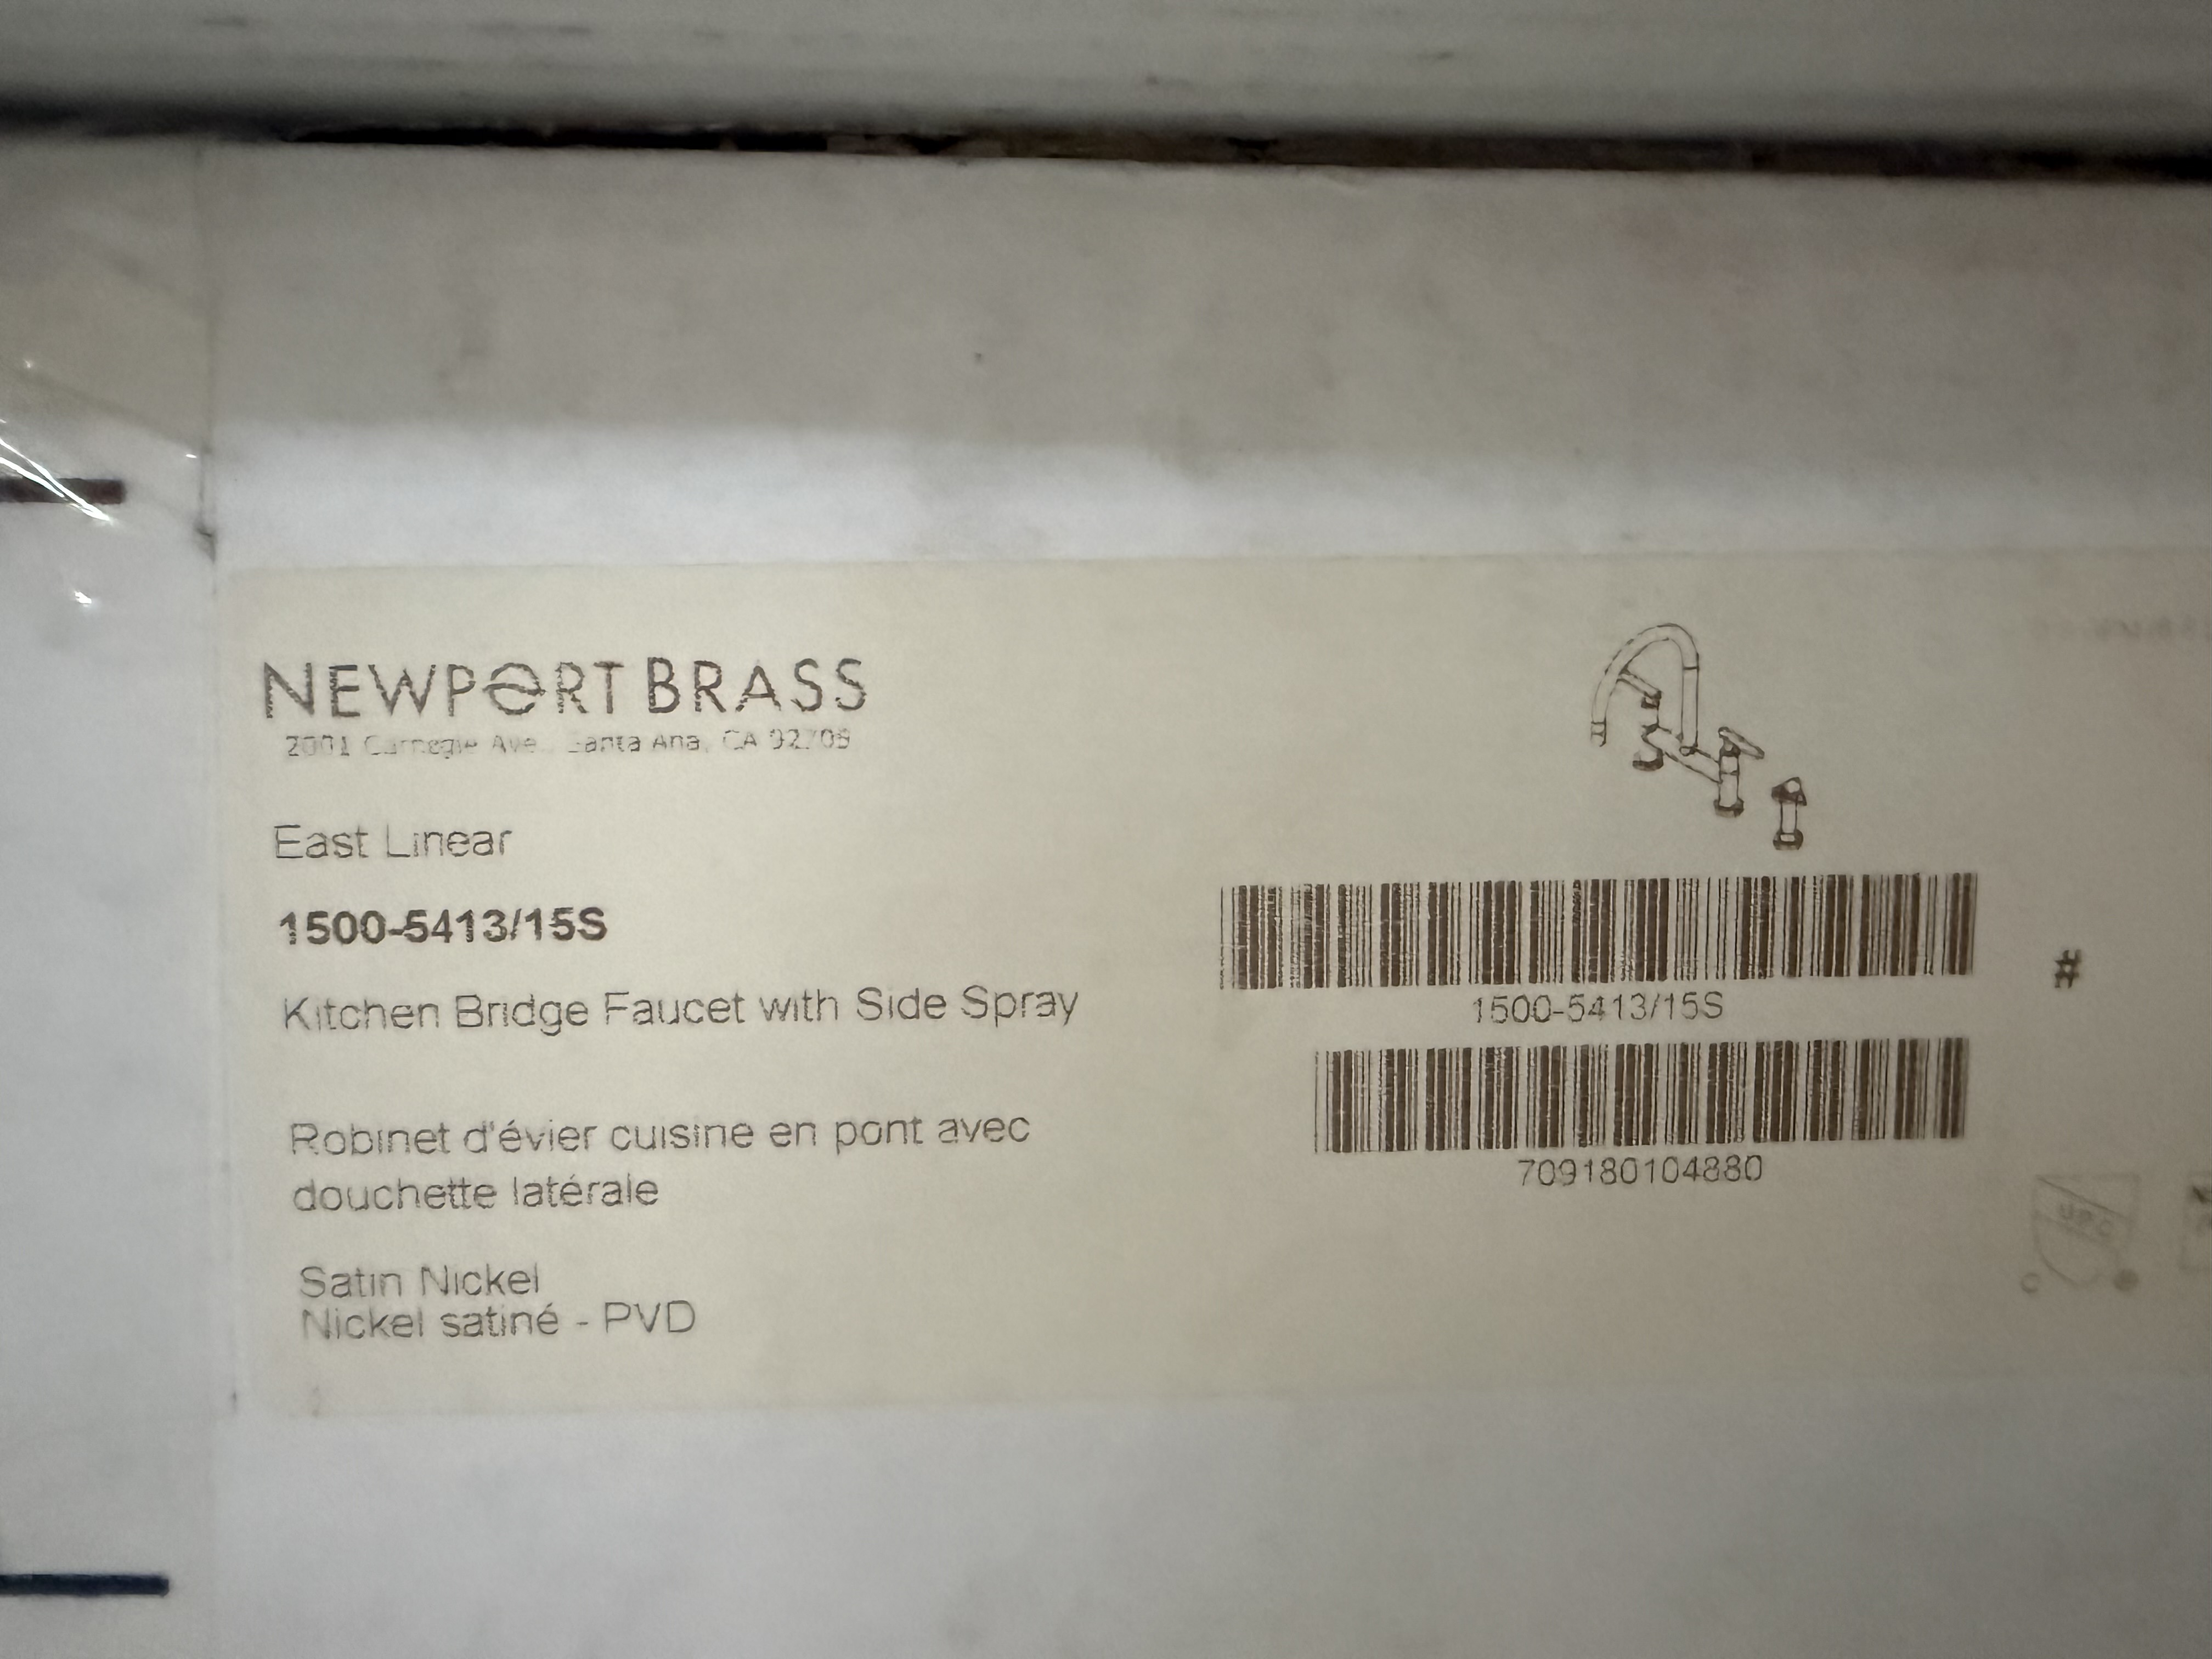 NEWPORT BRASS
2001 Carnegie Ave. Santa Ana, CA 92705
East Linear
1500-5413/15S
Kitchen Bridge Faucet with Side Spray
Robinet d'évier cuisine en pont avec
douchette latérale
Satin Nickel
Nickel satiné - PVD
1500-5413/15S
#
709180104880
UPC